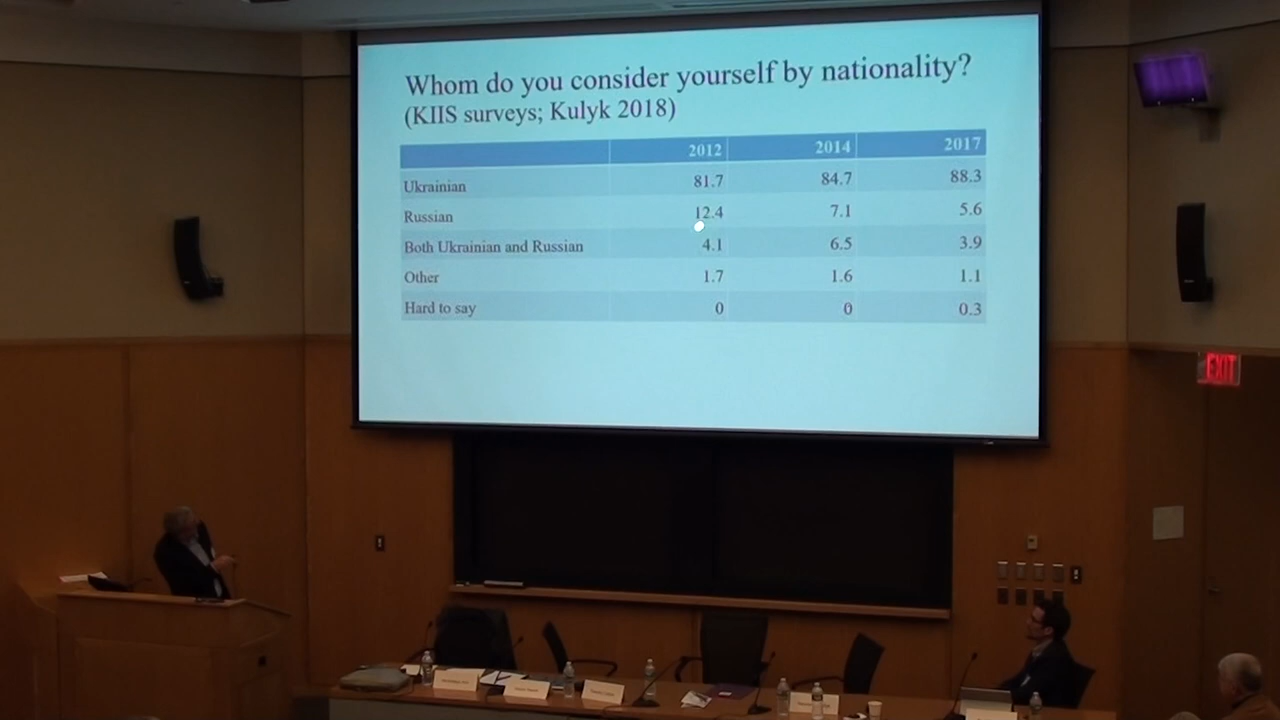 Whom do you consider yourself by nationality?
(KIIS surveys; Kulyk 2018)
2012 2014 2017
Ukrainian 81.7 84.7 88.3
Russian 12.4 7.1 5.6
Both Ukrainian and Russian 4.1 6.5 3.9
Other 1.7 1.6 1.1
Hard to say 0 0 0.3
EXIT